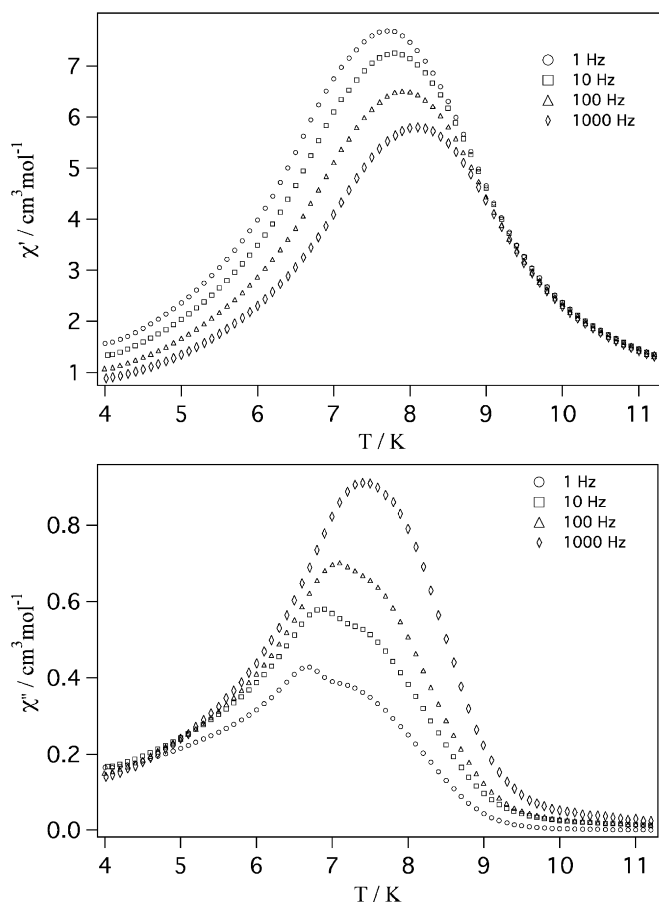 7
6
5
4
3
2
1
χ' / cm³mol⁻¹
○ 1 Hz
□ 10 Hz
△ 100 Hz
◊ 1000 Hz
4 5 6 7 8 9 10 11
T / K
0.8
0.6
0.4
0.2
0.0
χ" / cm³mol⁻¹
○ 1 Hz
□ 10 Hz
△ 100 Hz
◊ 1000 Hz
4 5 6 7 8 9 10 11
T / K